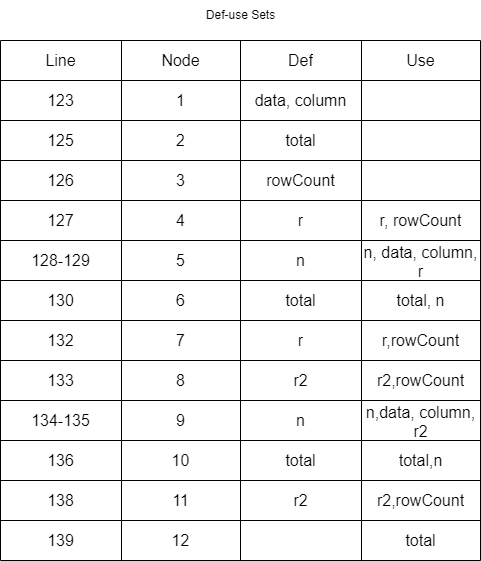 Def-use Sets
Line Node Def Use
123 1 data, column
125 2 total
126 3 rowCount
127 4 r r, rowCount
128-129 5 n n, data, column, r
130 6 total total, n
132 7 r r,rowCount
133 8 r2 r2,rowCount
134-135 9 n n,data, column, r2
136 10 total total,n
138 11 r2 r2,rowCount
139 12 total